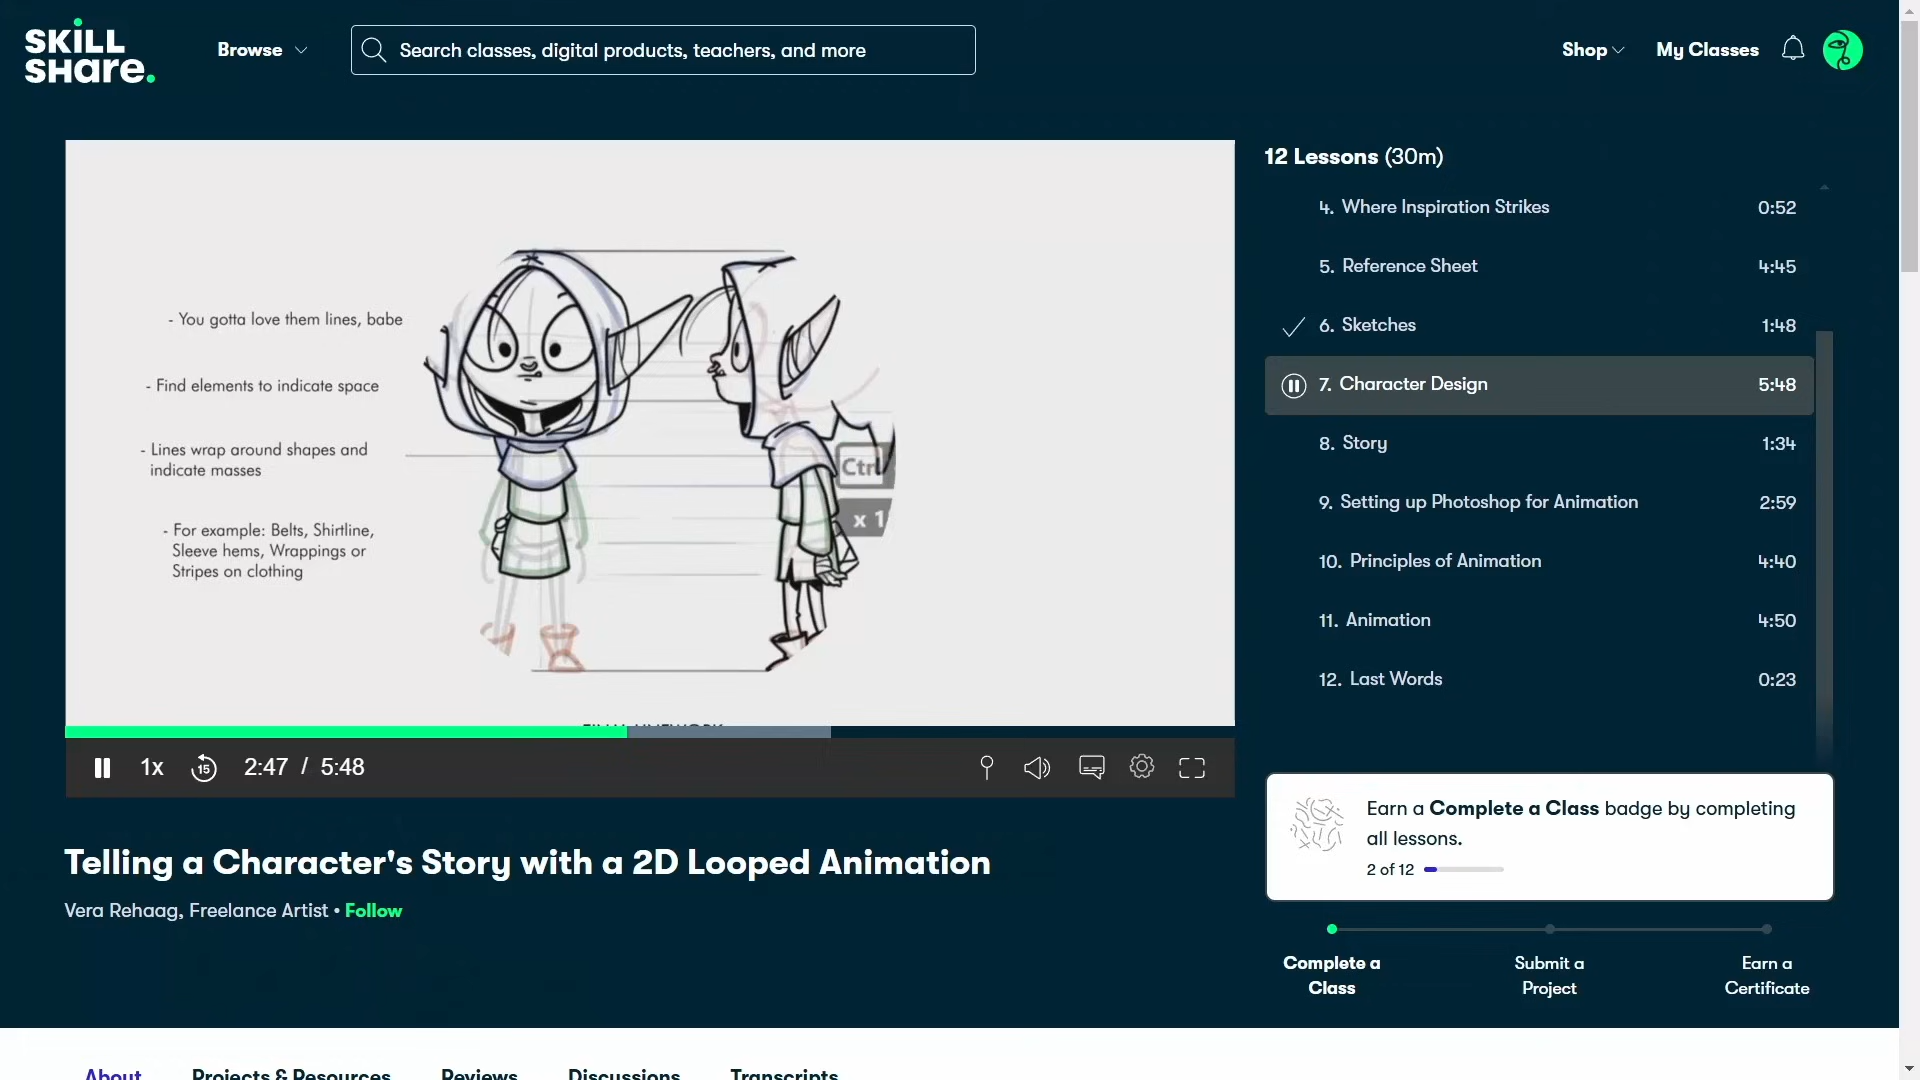 SKILL
SHARE.
Browse
Search classes, digital products, teachers, and more
Shop
My Classes
12 Lessons (30m)
4. Where Inspiration Strikes 0:52
5. Reference Sheet 4:45
6. Sketches 1:48
7. Character Design 5:48
8. Story 1:34
9. Setting up Photoshop for Animation 2:59
10. Principles of Animation 4:40
11. Animation 4:50
12. Last Words 0:23
- You gotta love them lines, babe
- Find elements to indicate space
- Lines wrap around shapes and
indicate masses
- For example: Belts, Shirtline,
Sleeve hems, Wrappings or
Stripes on clothing
Ctrl
x 1
1x
15
2:47 / 5:48
Earn a Complete a Class badge by completing
all lessons.
2 of 12
Telling a Character's Story with a 2D Looped Animation
Vera Rehaag, Freelance Artist • Follow
Complete a
Class
Submit a
Project
Earn a
Certificate
About
Projects & Resources
Reviews
Discussions
Transcripts